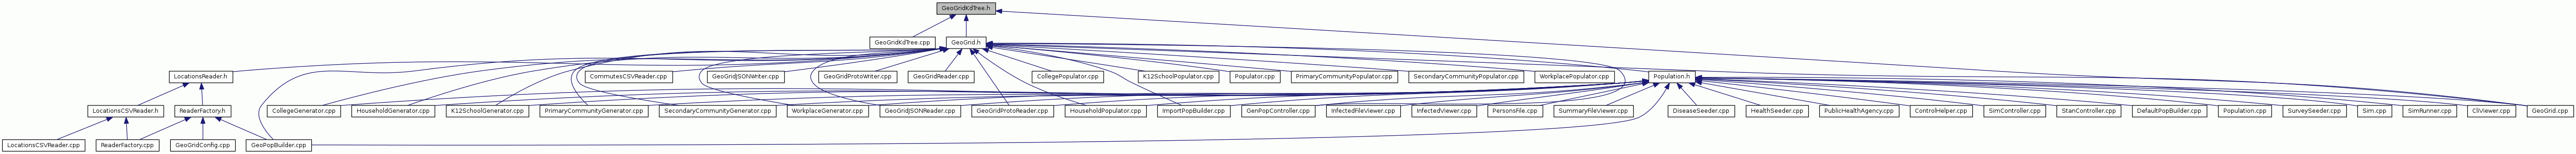 GeoGridKdTree.h
GeoGridKdTree.cpp
GeoGrid.h
LocationsReader.h
CommutesCSVReader.cpp
GeoGridJSONWriter.cpp
GeoGridProtoWriter.cpp
GeoGridReader.cpp
CollegePopulator.cpp
K12SchoolPopulator.cpp
Populator.cpp
PrimaryCommunityPopulator.cpp
SecondaryCommunityPopulator.cpp
WorkplacePopulator.cpp
Population.h
LocationsCSVReader.h
ReaderFactory.h
CollegeGenerator.cpp
HouseholdGenerator.cpp
K12SchoolGenerator.cpp
PrimaryCommunityGenerator.cpp
SecondaryCommunityGenerator.cpp
WorkplaceGenerator.cpp
GeoGridJSONReader.cpp
GeoGridProtoReader.cpp
HouseholdPopulator.cpp
ImportPopBuilder.cpp
GenPopController.cpp
InfectedFileViewer.cpp
InfectedViewer.cpp
PersonsFile.cpp
SummaryFileViewer.cpp
DiseaseSeeder.cpp
HealthSeeder.cpp
PublicHealthAgency.cpp
ControlHelper.cpp
SimController.cpp
StanController.cpp
DefaultPopBuilder.cpp
Population.cpp
SurveySeeder.cpp
Sim.cpp
SimRunner.cpp
CliViewer.cpp
GeoGrid.cpp
LocationsCSVReader.cpp
ReaderFactory.cpp
GeoGridConfig.cpp
GeoPopBuilder.cpp